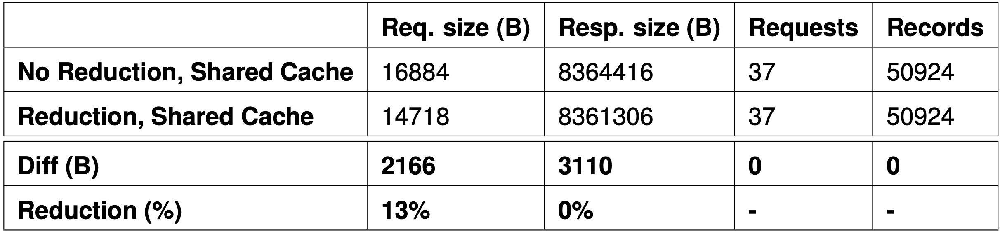 Req. size (B) Resp. size (B) Requests Records
No Reduction, Shared Cache 16884 8364416 37 50924
Reduction, Shared Cache 14718 8361306 37 50924
Diff (B) 2166 3110 0 0
Reduction (%) 13% 0% - -